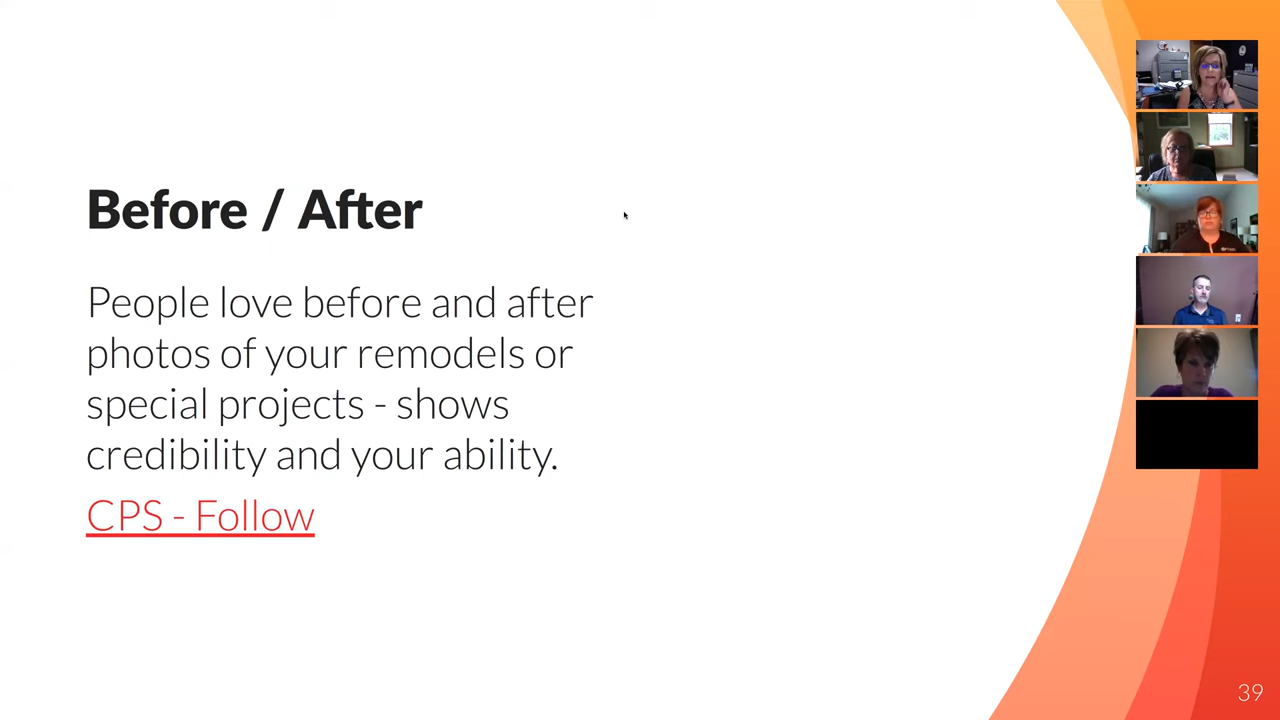 Before / After
People love before and after
photos of your remodels or
special projects - shows
credibility and your ability.
CPS - Follow
39